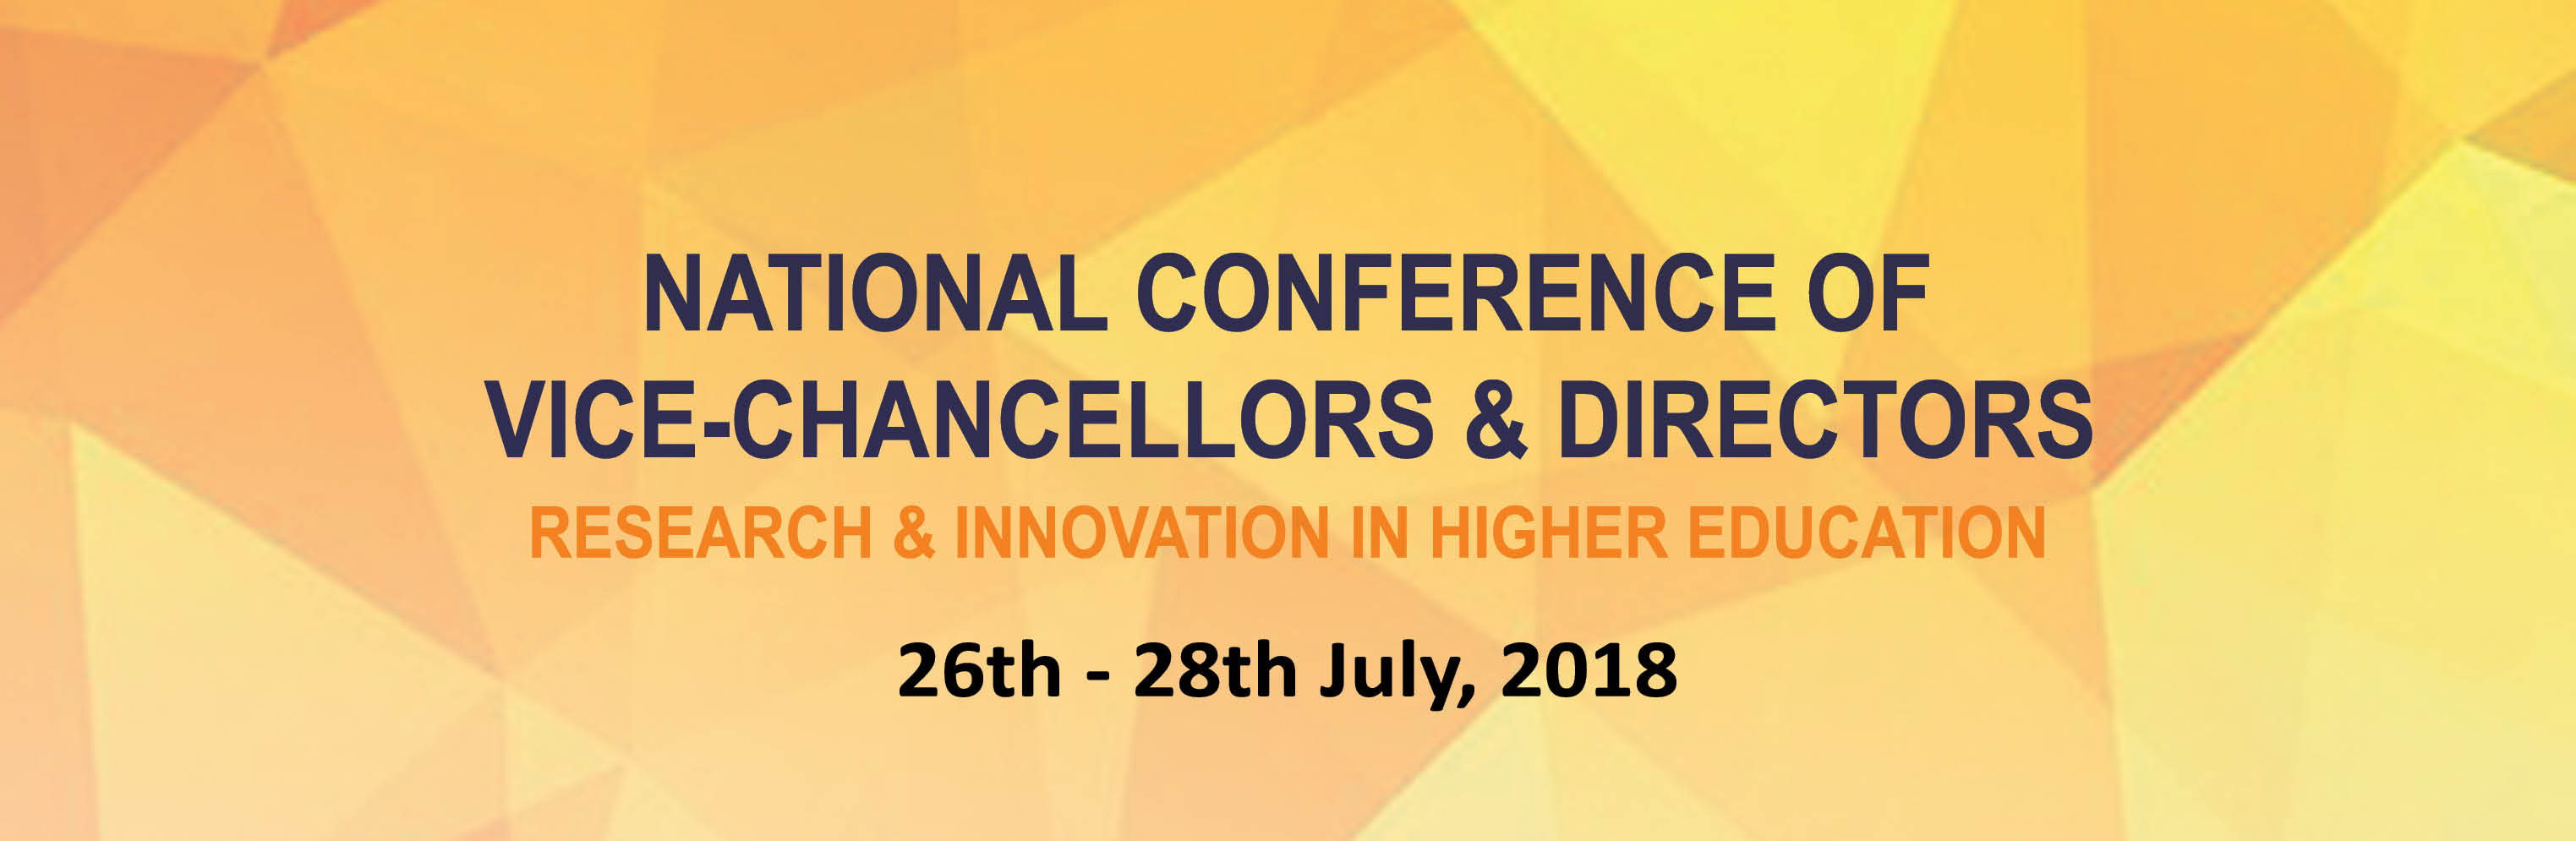 NATIONAL CONFERENCE OF
VICE-CHANCELLORS & DIRECTORS
RESEARCH & INNOVATION IN HIGHER EDUCATION
26th - 28th July, 2018